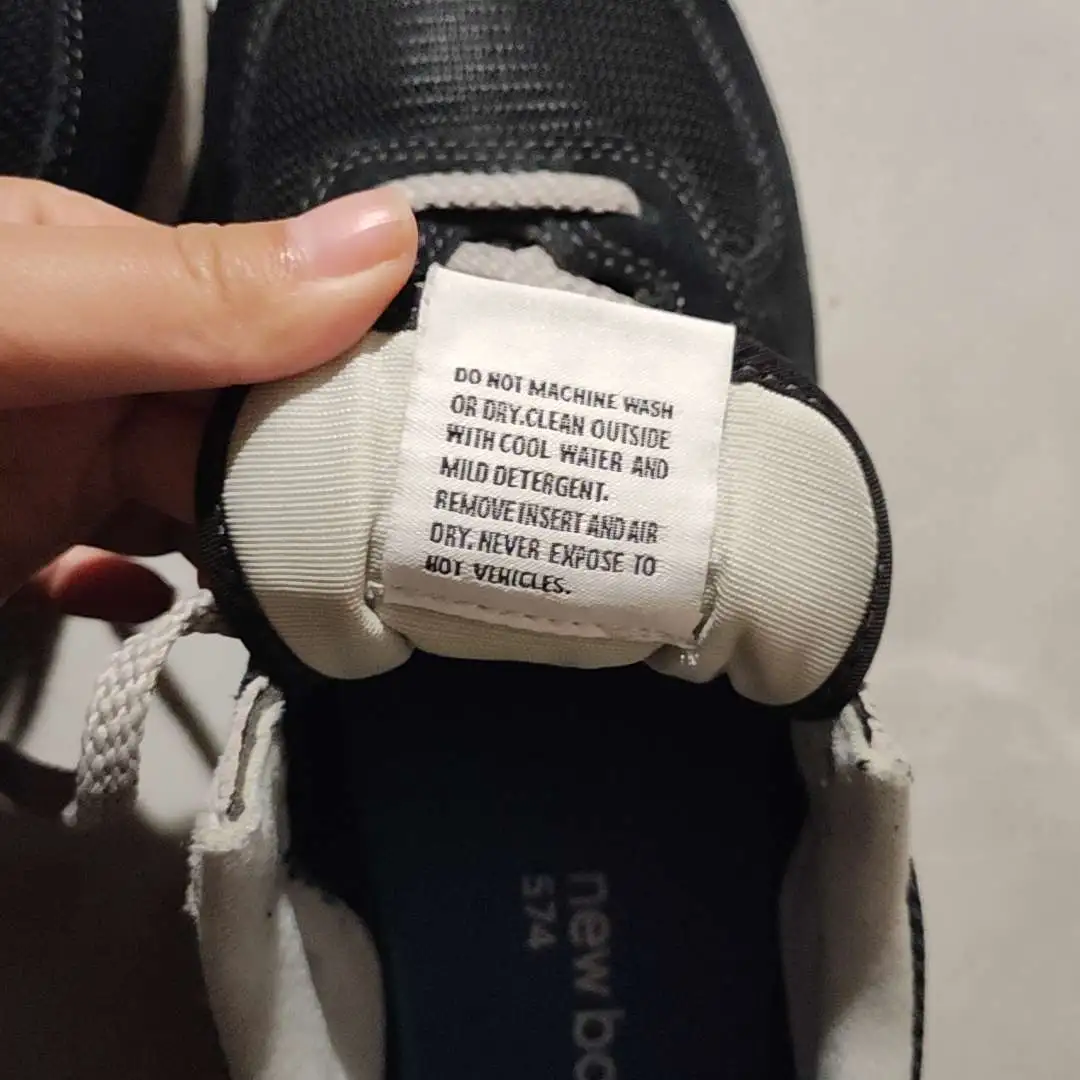 DO NOT MACHINE WASH
OR DRY.CLEAN OUTSIDE
WITH COOL WATER AND
MILD DETERGENT.
REMOVE INSERT AND AIR
DRY. NEVER EXPOSE TO
HOT VEHICLES.
new ba
574